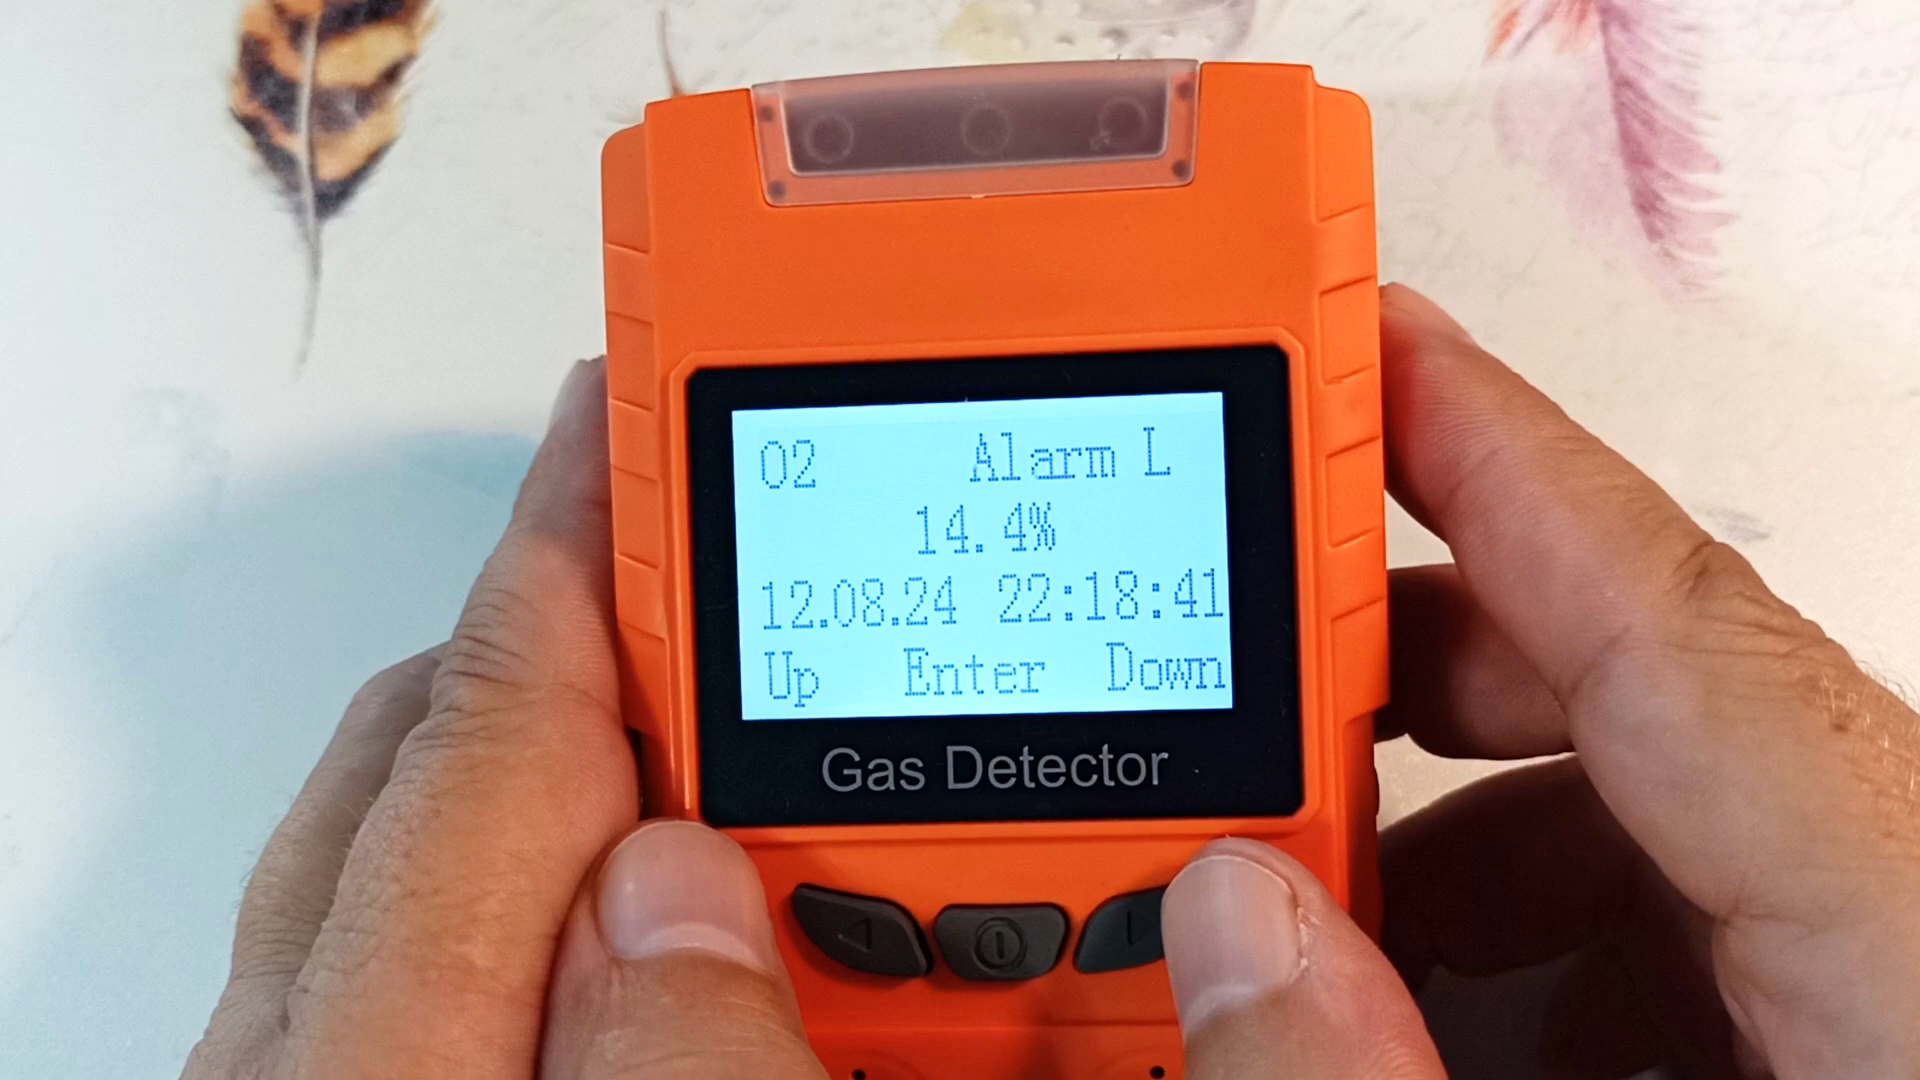 O2 Alarm L
14.4%
12.08.24 22:18:41
Up Enter Down
Gas Detector